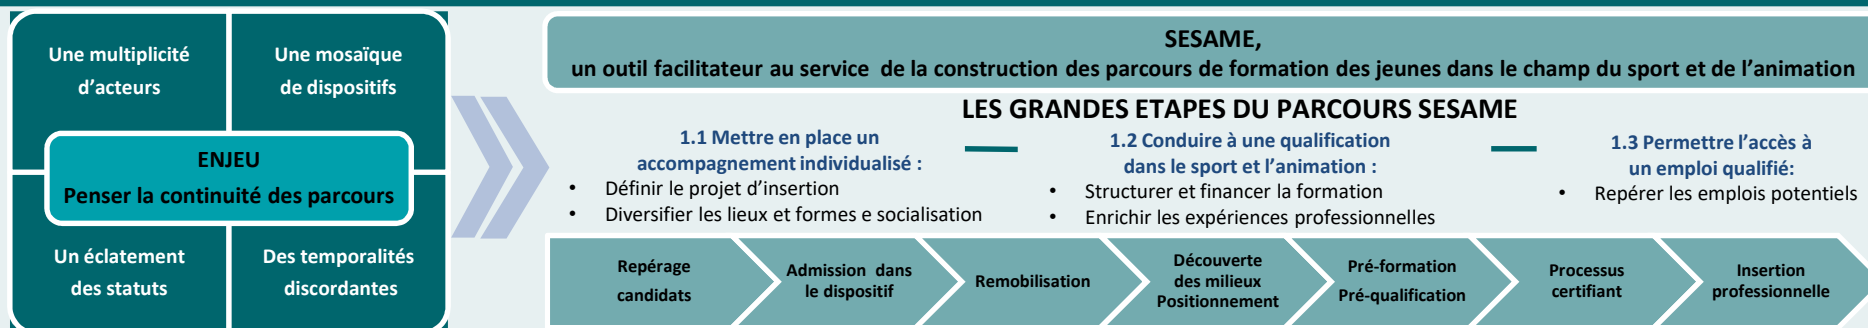 Une multiplicité
d’acteurs
Une mosaïque
de dispositifs
ENJEU
Penser la continuité des parcours
Un éclatement
des statuts
Des temporalités
discordantes
SESAME,
un outil facilitateur au service de la construction des parcours de formation des jeunes dans le champ du sport et de l’animation
LES GRANDES ETAPES DU PARCOURS SESAME
1.1 Mettre en place un
accompagnement individualisé :
• Définir le projet d’insertion
• Diversifier les lieux et formes e socialisation
1.2 Conduire à une qualification
dans le sport et l’animation :
• Structurer et financer la formation
• Enrichir les expériences professionnelles
1.3 Permettre l’accès à
un emploi qualifié:
• Repérer les emplois potentiels
Repérage
candidats
Admission dans
le dispositif
Remobilisation
Découverte
des milieux
Positionnement
Pré-formation
Pré-qualification
Processus
certifiant
Insertion
professionnelle